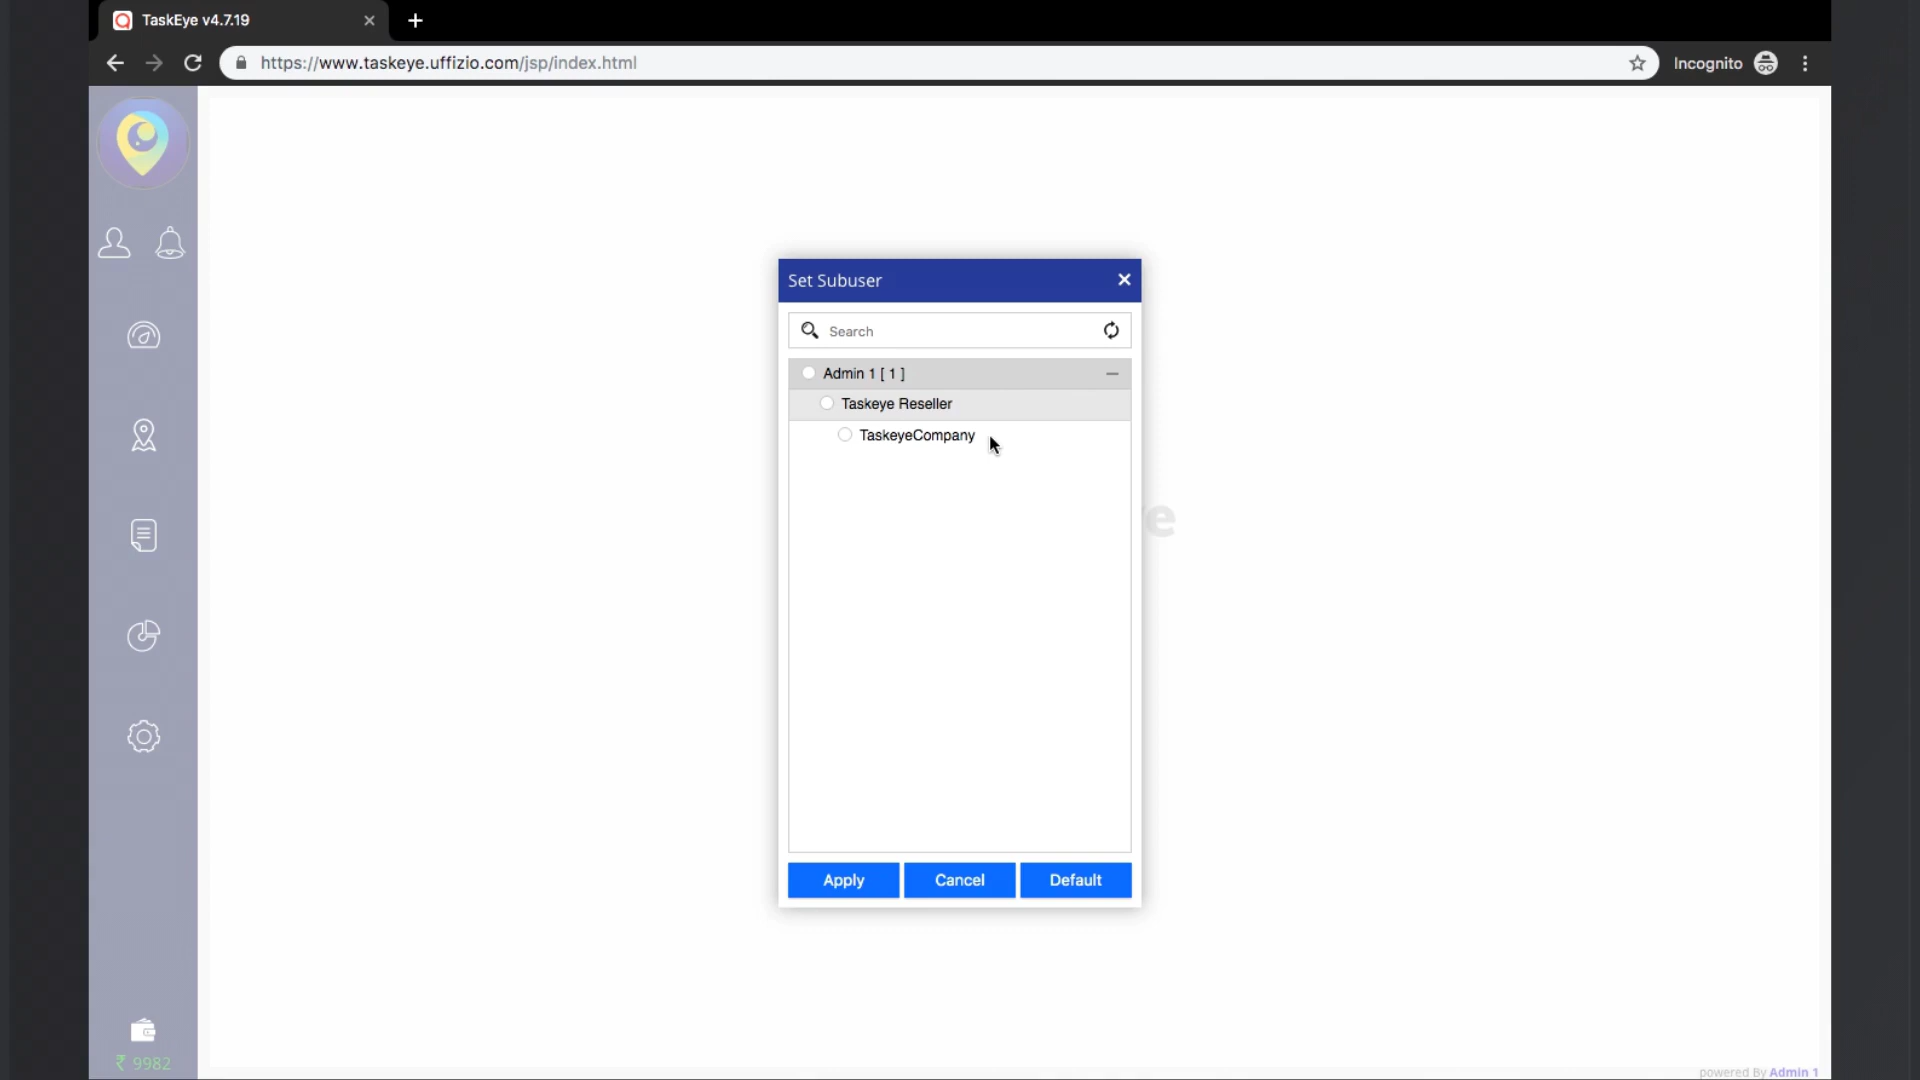 TaskEye v4.7.19
https://www.taskeye.uffizio.com/jsp/index.html
Incognito
Set Subuser
Search
Admin 1 [ 1 ]
Taskeye Reseller
TaskeyeCompany
Apply
Cancel
Default
₹ 9982
powered By Admin 1